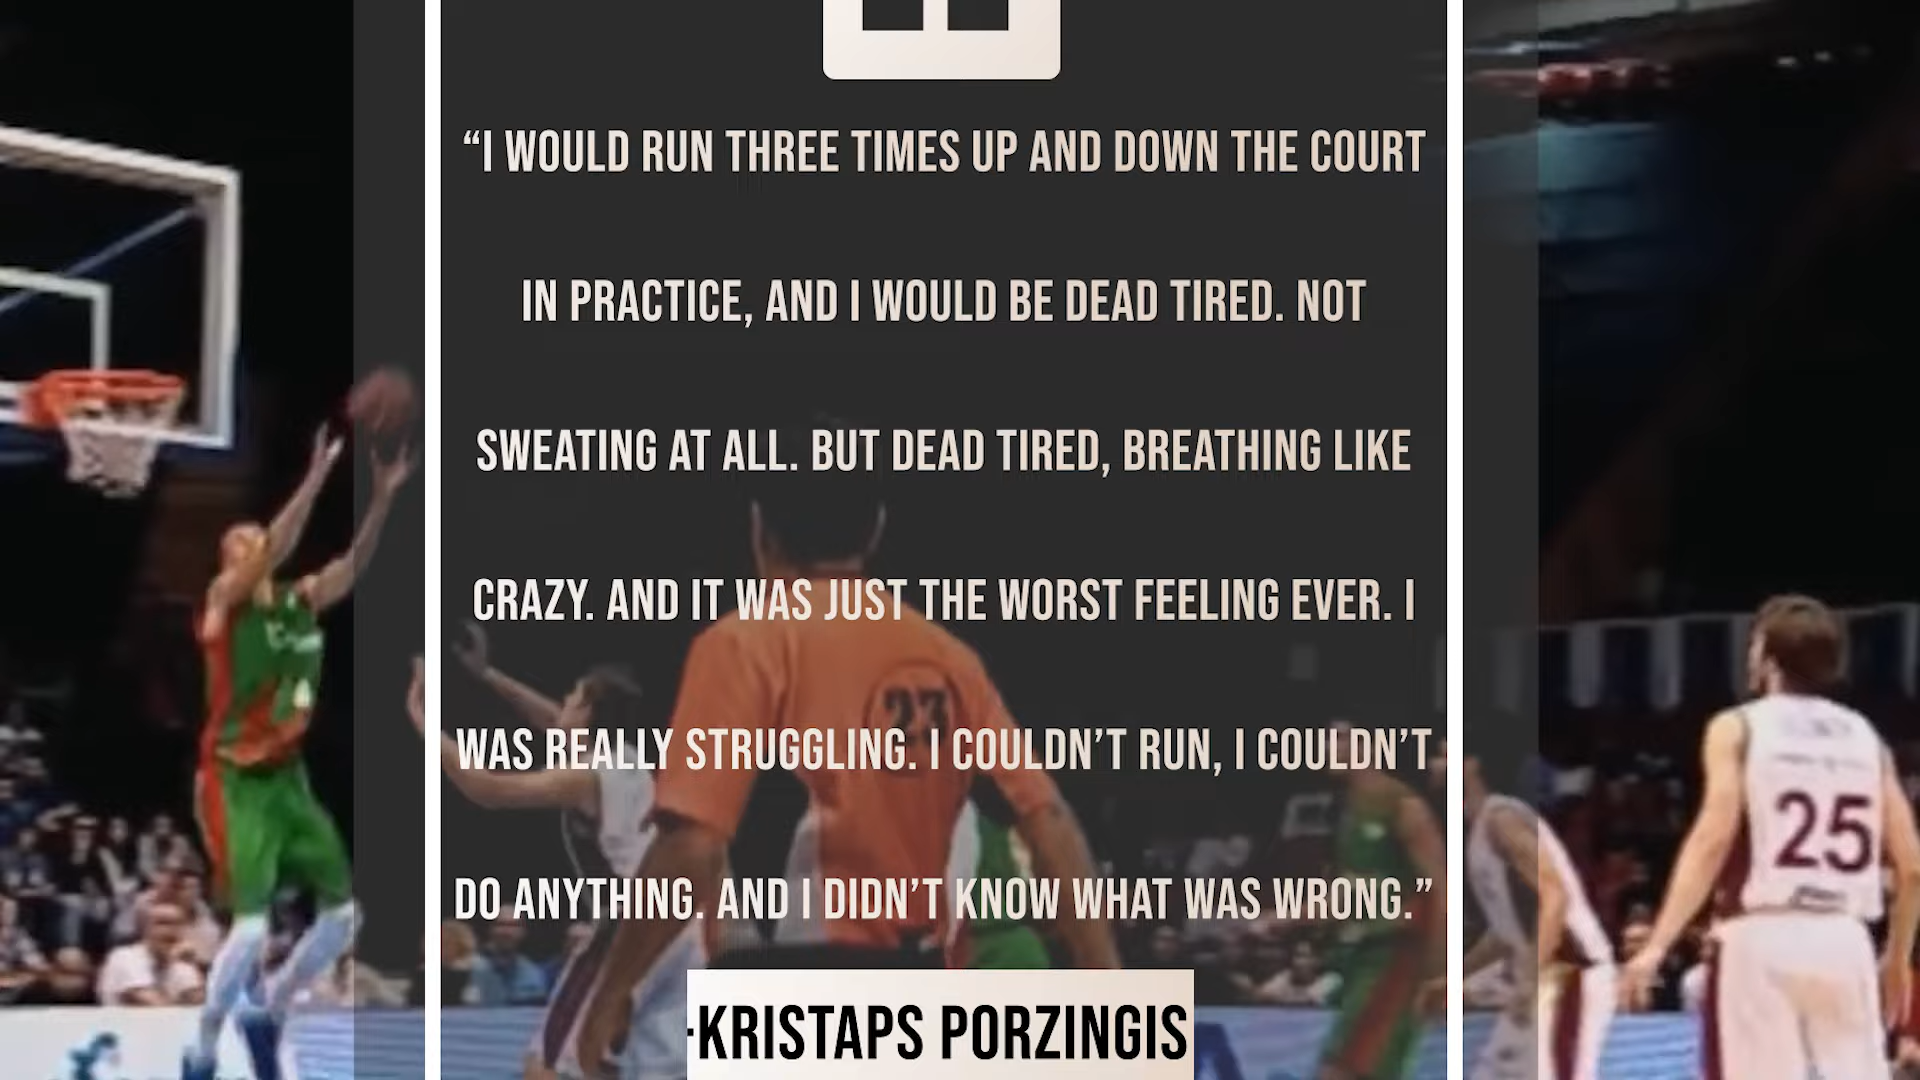 “I WOULD RUN THREE TIMES UP AND DOWN THE COURT
IN PRACTICE, AND I WOULD BE DEAD TIRED. NOT
SWEATING AT ALL. BUT DEAD TIRED, BREATHING LIKE
CRAZY. AND IT WAS JUST THE WORST FEELING EVER. I
WAS REALLY STRUGGLING. I COULDN’T RUN, I COULDN’T
DO ANYTHING. AND I DIDN’T KNOW WHAT WAS WRONG.”
-KRISTAPS PORZINGIS
23
25